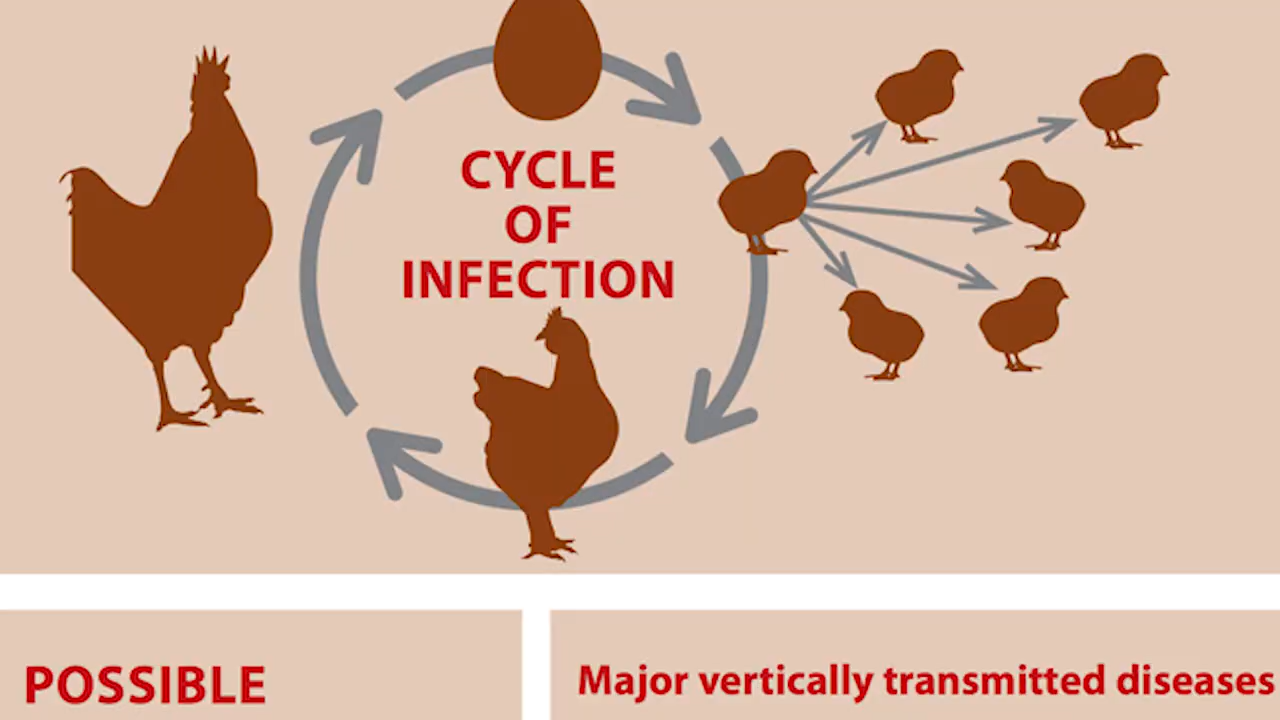 CYCLE
OF
INFECTION
POSSIBLE
Major vertically transmitted diseases